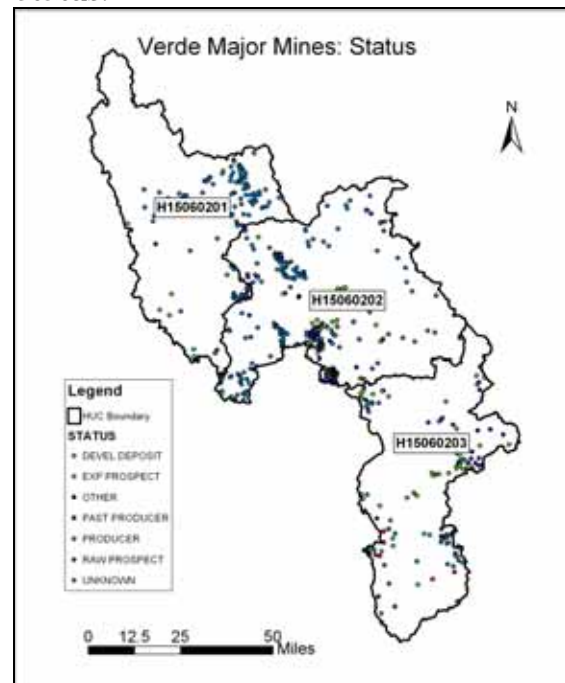 Verde Major Mines: Status
N
H15060201
H15060202
H15060203
Legend
HUC Boundary
STATUS
DEVEL DEPOSIT
EXP PROSPECT
OTHER
PAST PRODUCER
PRODUCER
RAW PROSPECT
UNKNOWN
0 12.5 25 50
Miles